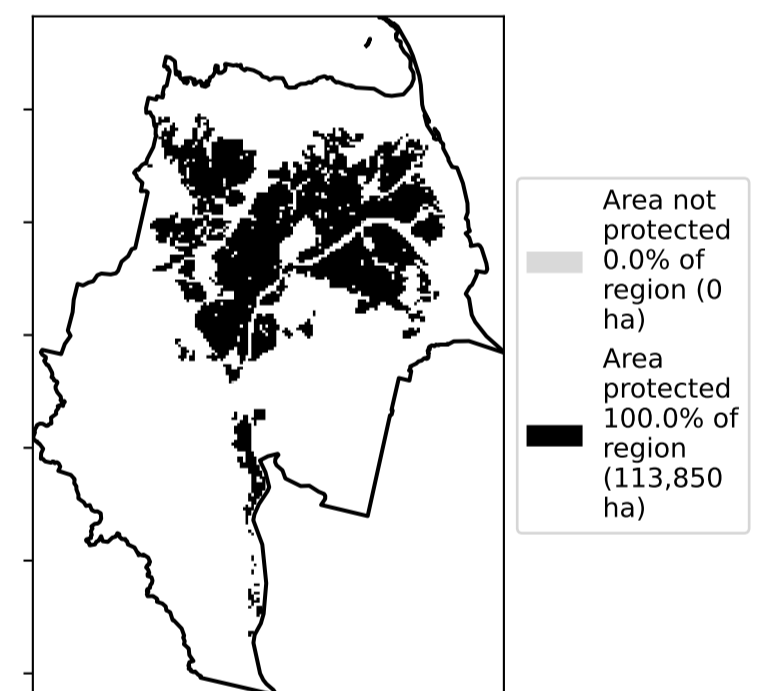 Area not
protected
0.0% of
region (0
ha)
Area
protected
100.0% of
region
(113,850
ha)